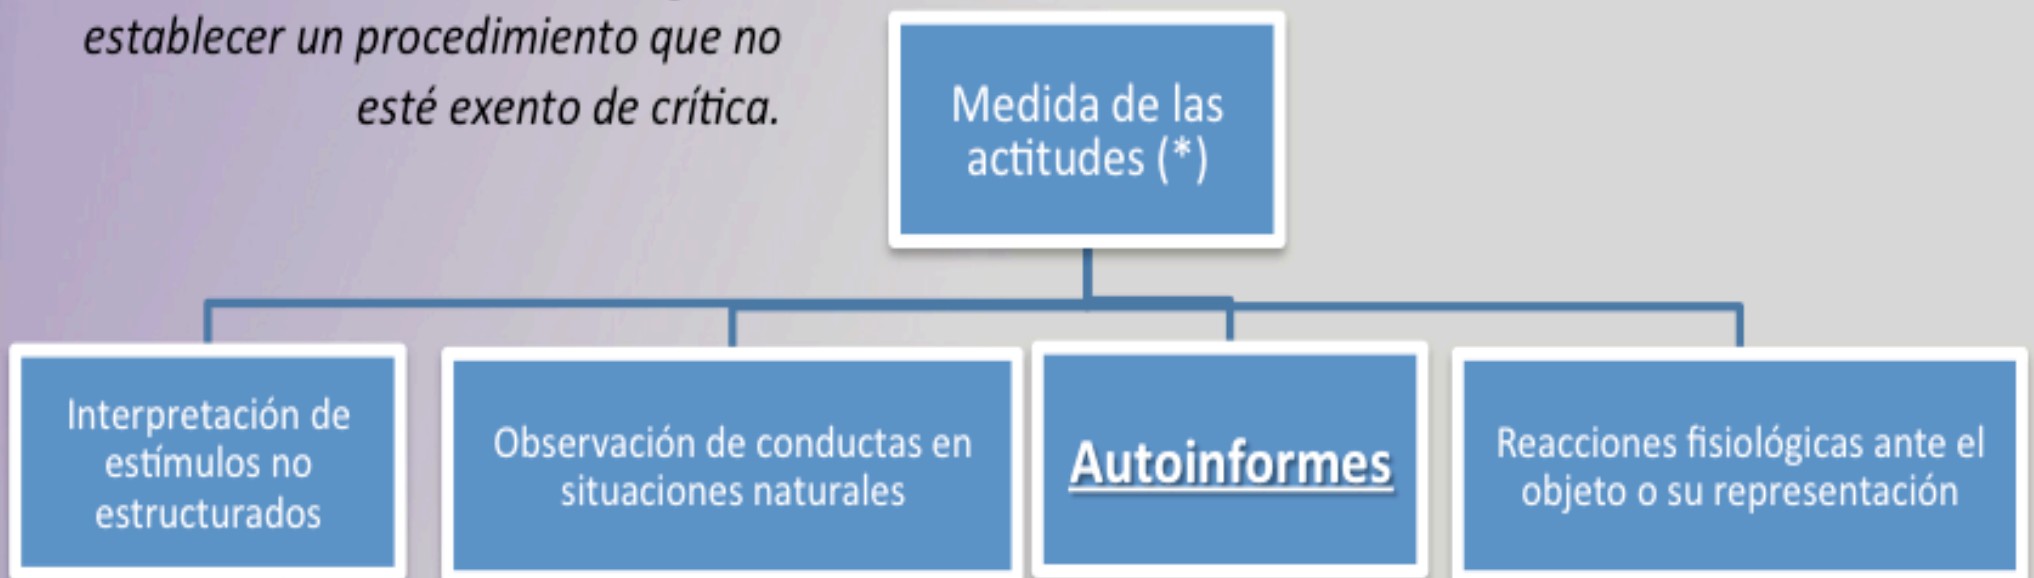 establecer un procedimiento que no
esté exento de crítica.
Medida de las
actitudes (*)
Interpretación de
estímulos no
estructurados
Observación de conductas en
situaciones naturales
Autoinformes
Reacciones fisiológicas ante el
objeto o su representación